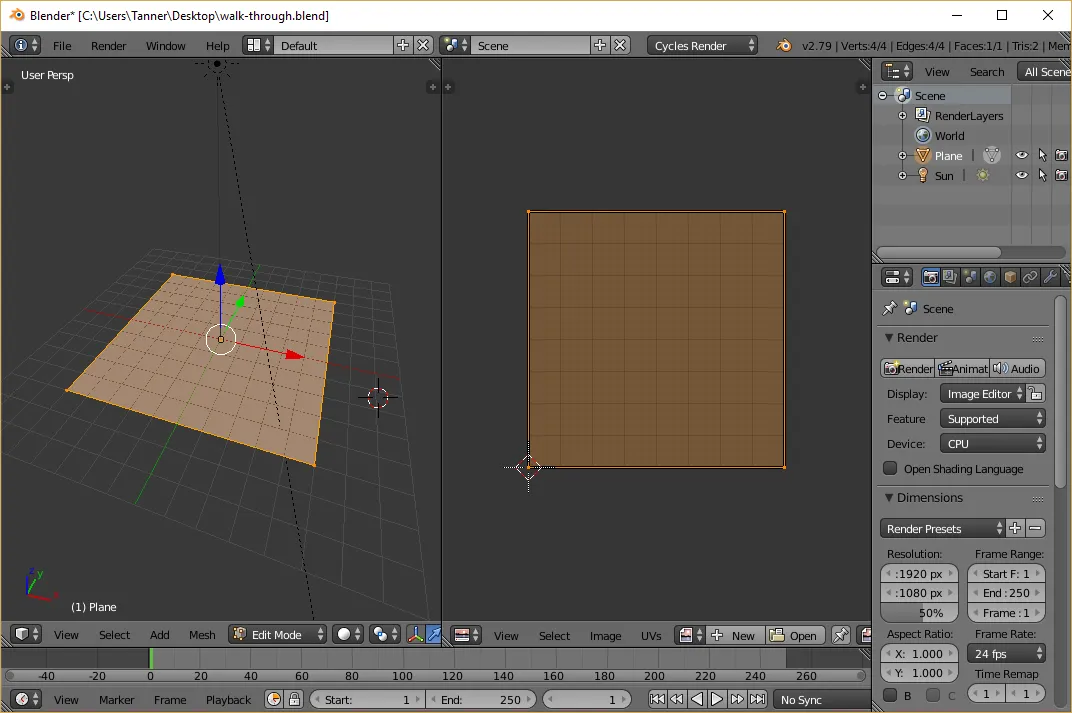 Blender* [C:\Users\Tanner\Desktop\walk-through.blend]
File Render Window Help Default Scene Cycles Render v2.79 | Verts:4/4 | Edges:4/4 | Faces:1/1 | Tris:2 | Mem
User Persp
View Search All Scene
Scene
RenderLayers
World
Plane
Sun
Scene
Render
Render Animat Audio
Display: Image Editor
Feature Supported
Device: CPU
Open Shading Language
Dimensions
Render Presets
Resolution: Frame Range:
:1920 px Start F: 1
:1080 px End :250
50% Frame : 1
Aspect Ratio: Frame Rate:
X: 1.000 24 fps
Y: 1.000 Time Remap
B C 1 1
z y
(1) Plane
View Select Add Mesh Edit Mode
View Select Image UVs New Open
-40 -20 0 20 40 60 80 100 120 140 160 180 200 220 240 260
View Marker Frame Playback Start: 1 End: 250 1 No Sync